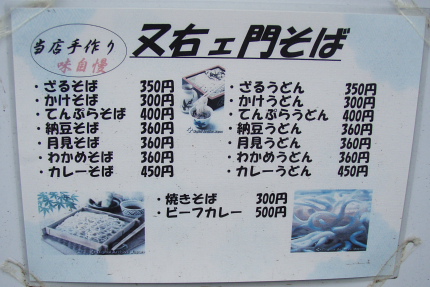 当店手作り
味自慢
又右エ門そば
・ざるそば 350円
・かけそば 300円
・てんぷらそば 400円
・納豆そば 360円
・月見そば 360円
・わかめそば 360円
・カレーそば 450円
・ざるうどん 350円
・かけうどん 300円
・てんぷらうどん 400円
・納豆うどん 360円
・月見うどん 360円
・わかめうどん 360円
・カレーうどん 450円
・焼きそば 300円
・ビーフカレー 500円